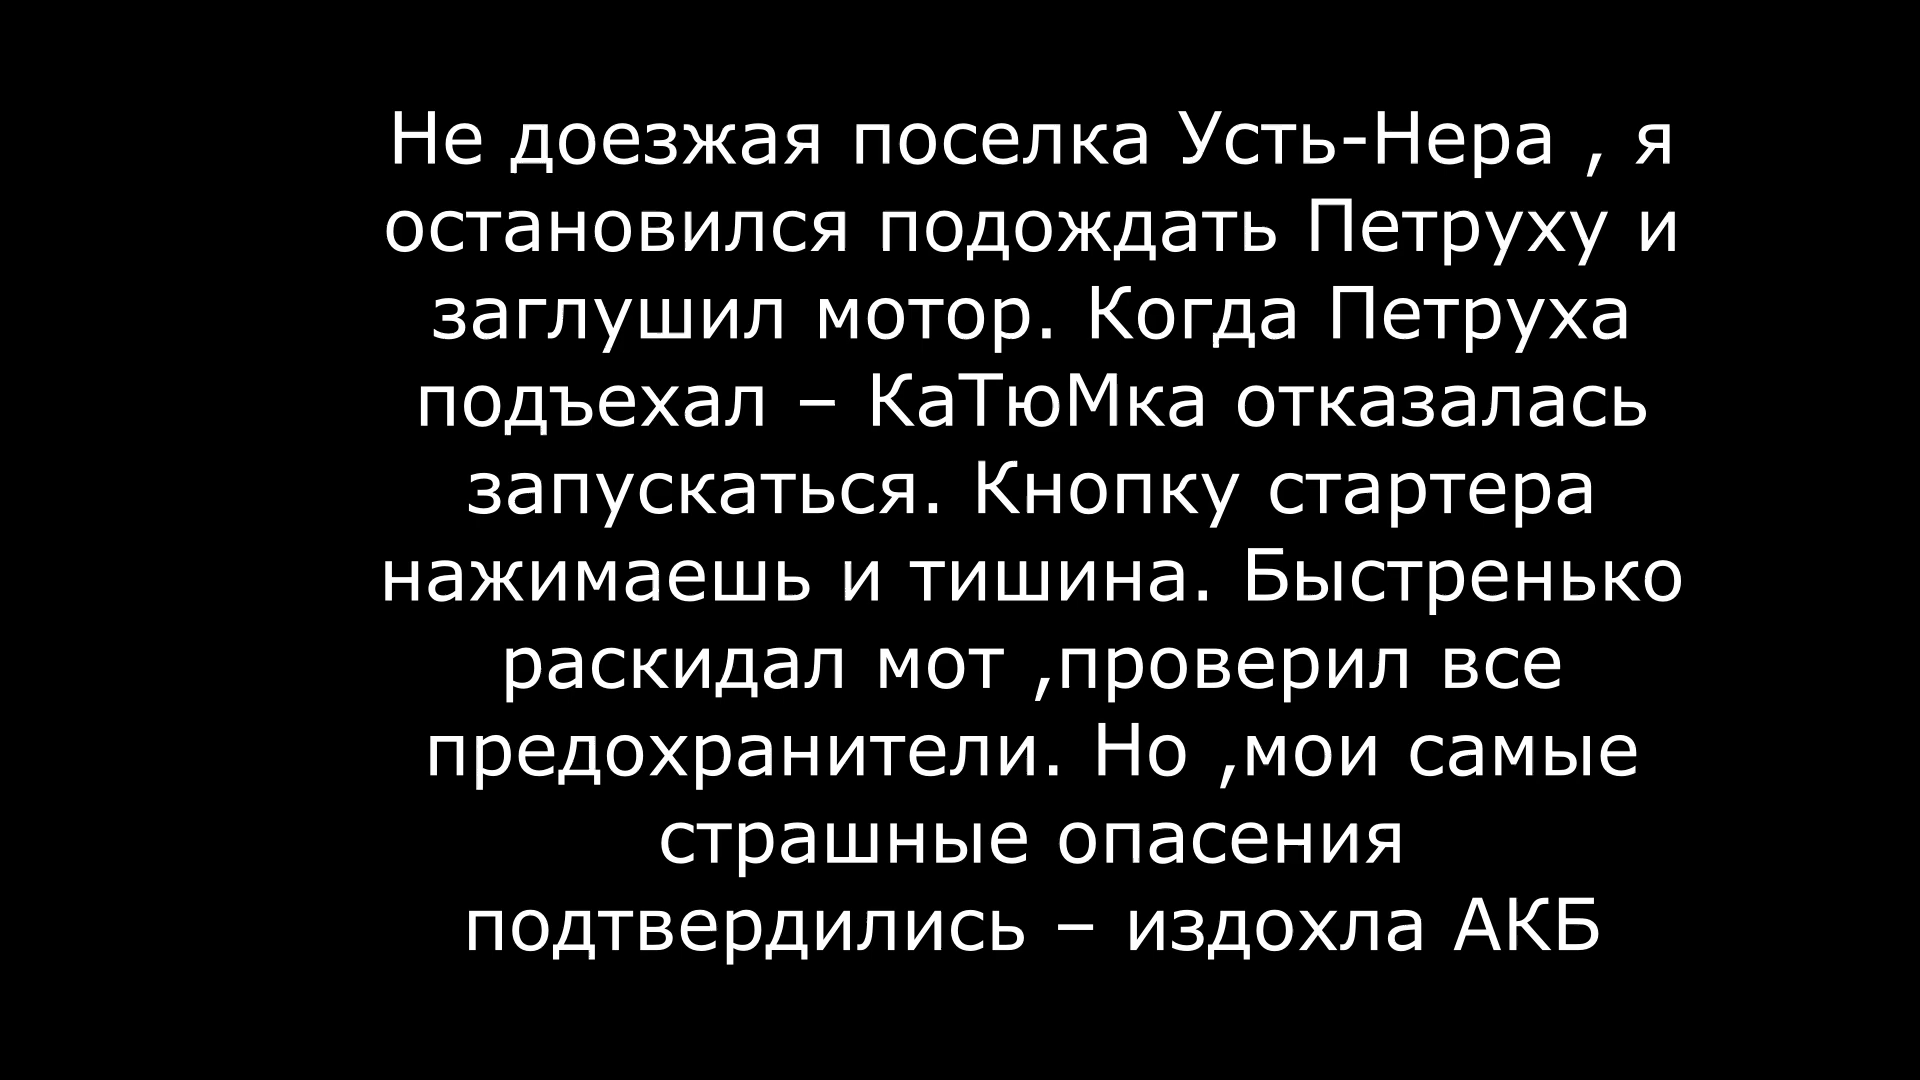 Не доезжая поселка Усть-Нера , я
остановился подождать Петруху и
заглушил мотор. Когда Петруха
подъехал – КаТюМка отказалась
запускаться. Кнопку стартера
нажимаешь и тишина. Быстренько
раскидал мот ,проверил все
предохранители. Но ,мои самые
страшные опасения
подтвердились – издохла АКБ